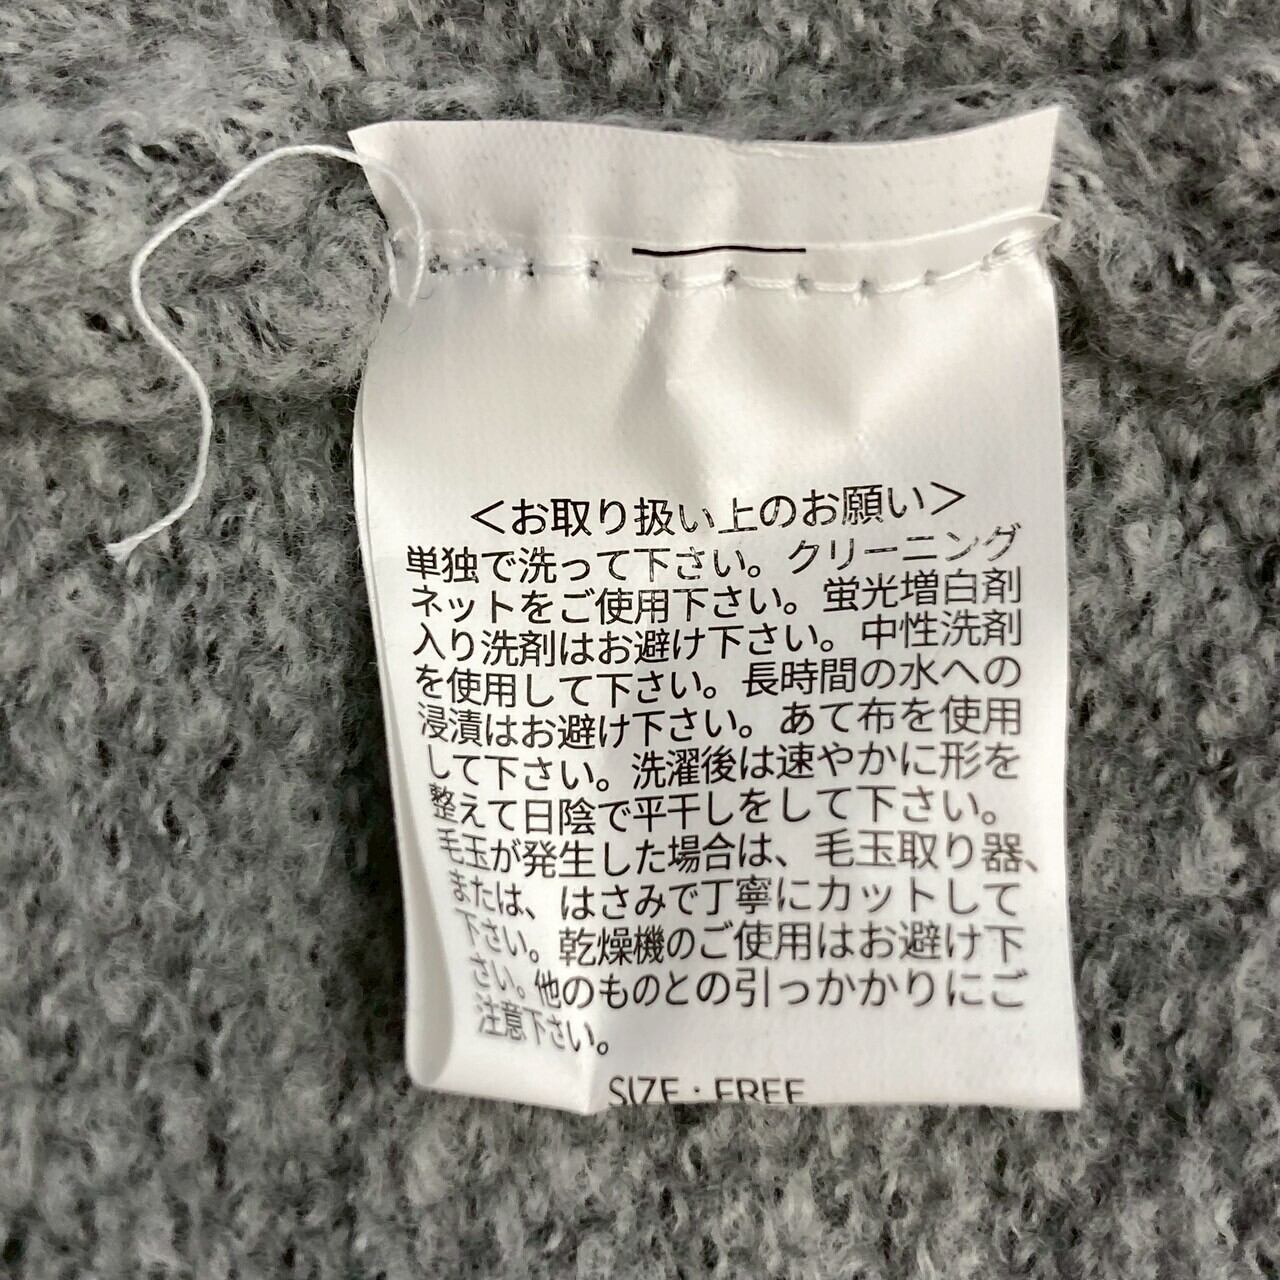 ＜お取り扱い上のお願い＞
単独で洗って下さい。クリーニング
ネットをご使用下さい。蛍光増白剤
入り洗剤はお避け下さい。中性洗剤
を使用して下さい。長時間の水への
浸漬はお避け下さい。あて布を使用
して下さい。洗濯後は速やかに形を
整えて日陰で平干しをして下さい。
毛玉が発生した場合は、毛玉取り器、
または、はさみで丁寧にカットして
下さい。乾燥機のご使用はお避け下
さい。他のものとの引っかかりにご
注意下さい。
SIZE : FREE